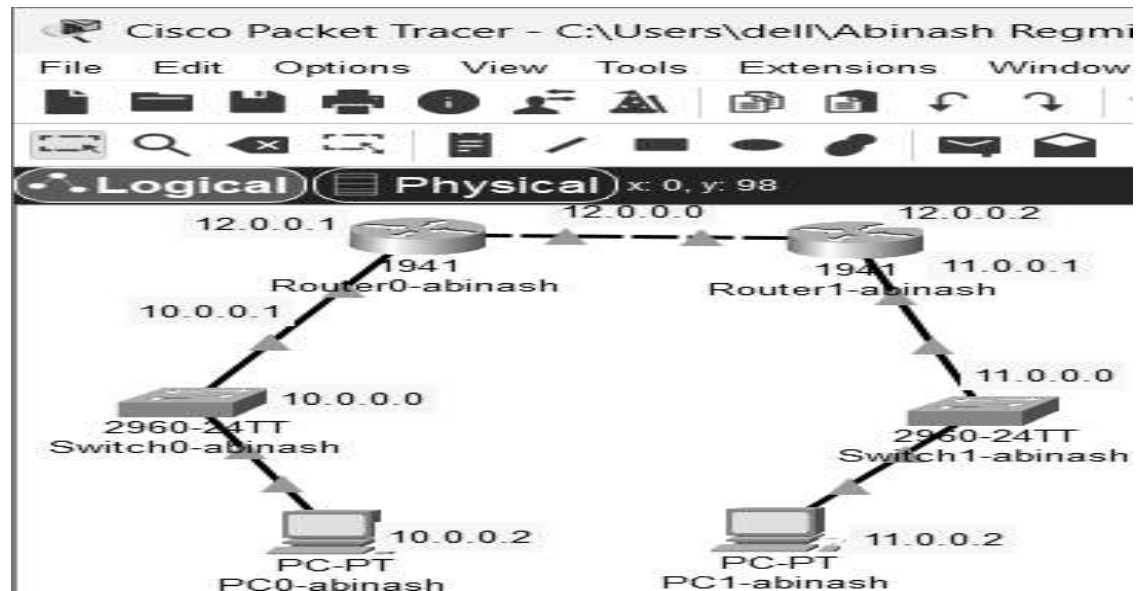 Cisco Packet Tracer - C:\Users\dell\Abinash Regmi
File Edit Options View Tools Extensions Window
Logical Physical x: 0, y: 98
12.0.0.1 12.0.0.0 12.0.0.2
1941 1941 11.0.0.1
Router0-abinash Router1-abinash
10.0.0.1
10.0.0.0 11.0.0.0
2960-24TT 2960-24TT
Switch0-abinash Switch1-abinash
10.0.0.2 11.0.0.2
PC-PT PC-PT
PC0-abinash PC1-abinash